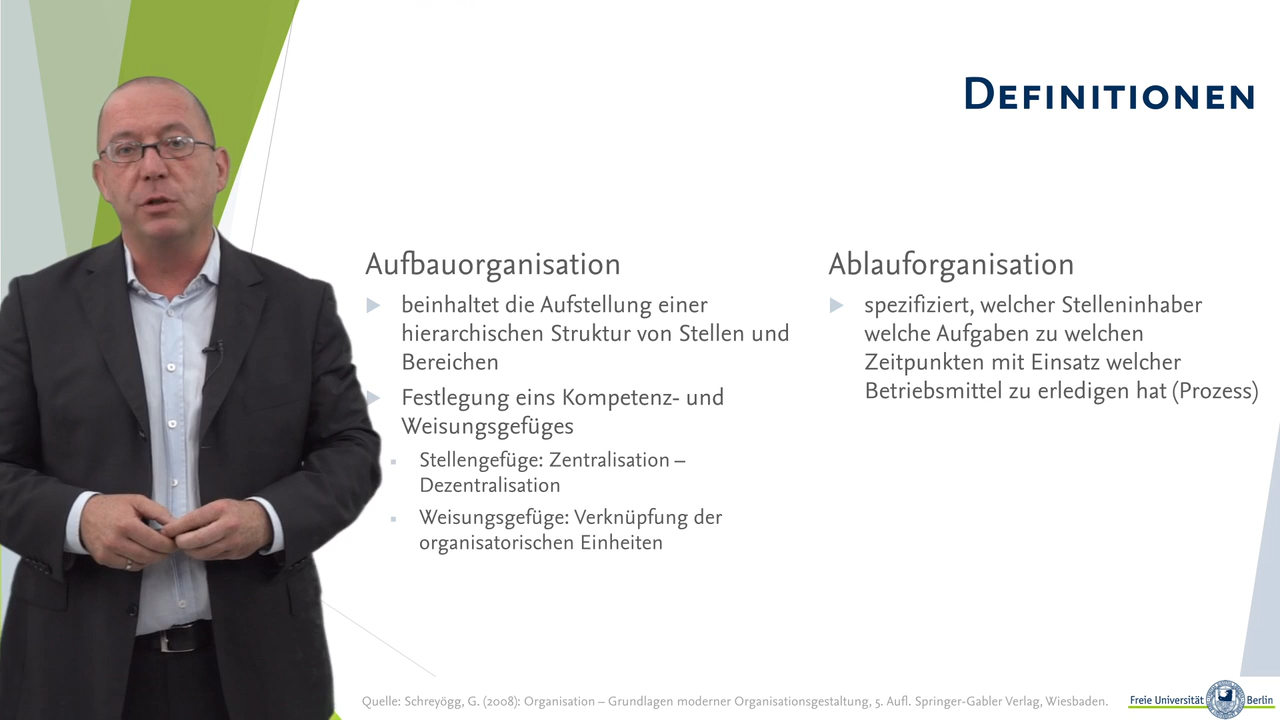 Definitionen
Aufbauorganisation
beinhaltet die Aufstellung einer
hierarchischen Struktur von Stellen und
Bereichen
Festlegung eins Kompetenz- und
Weisungsgefüges
Stellengefüge: Zentralisation –
Dezentralisation
Weisungsgefüge: Verknüpfung der
organisatorischen Einheiten
Ablauforganisation
spezifiziert, welcher Stelleninhaber
welche Aufgaben zu welchen
Zeitpunkten mit Einsatz welcher
Betriebsmittel zu erledigen hat (Prozess)
Quelle: Schreyögg, G. (2008): Organisation – Grundlagen moderner Organisationsgestaltung, 5. Aufl. Springer-Gabler Verlag, Wiesbaden.
Freie Universität Berlin